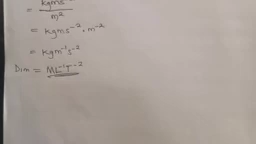 = kgms⁻²
m²
= kgms⁻².m⁻²
= kgm⁻¹s⁻²
Dim = ML⁻¹T⁻²